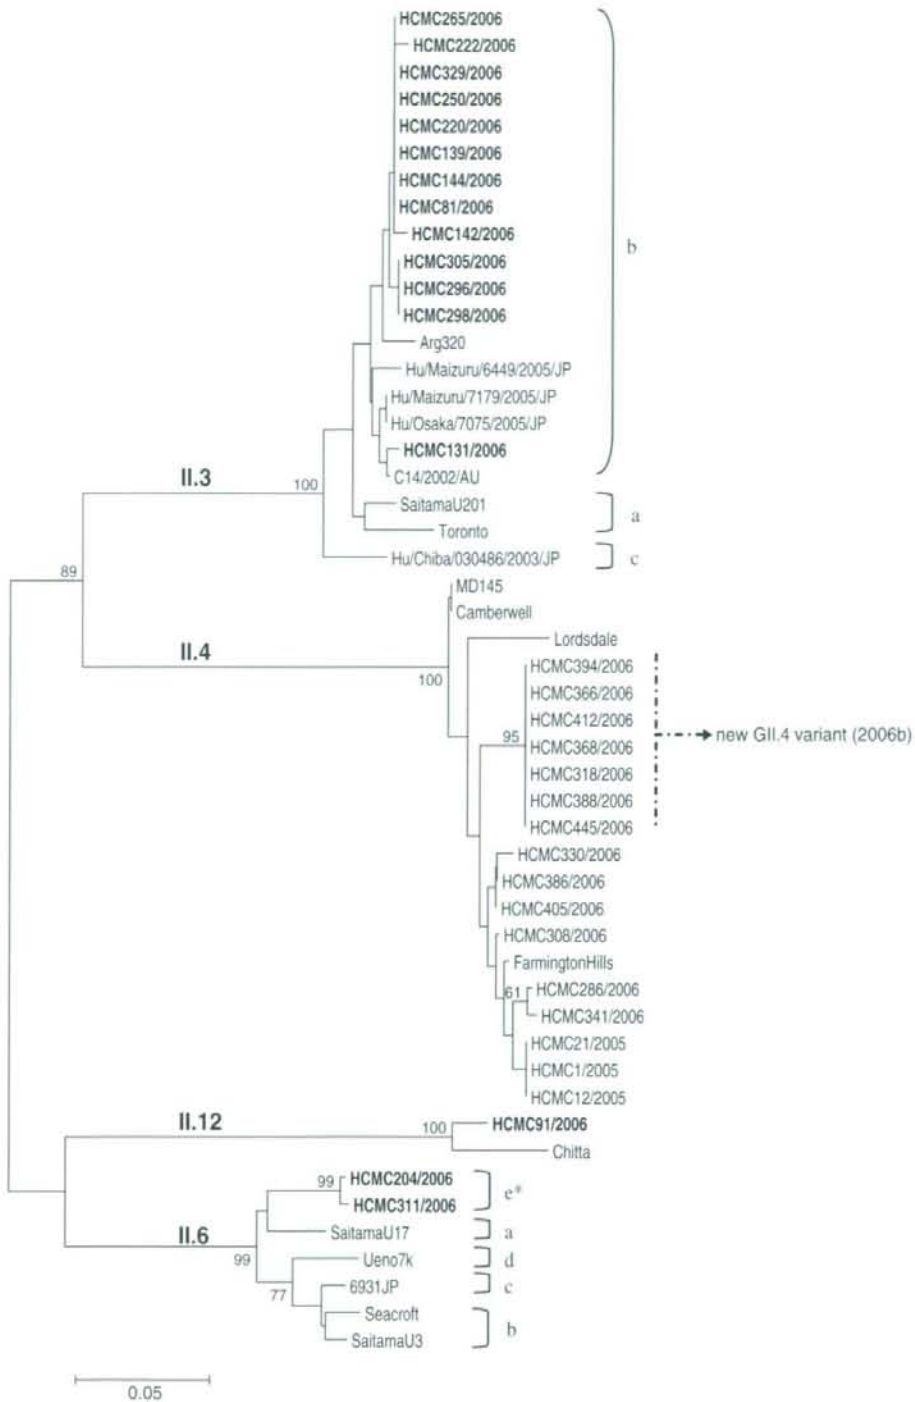 HCMC265/2006
HCMC222/2006
HCMC329/2006
HCMC250/2006
HCMC220/2006
HCMC139/2006
HCMC144/2006
HCMC81/2006
HCMC142/2006
b
HCMC305/2006
HCMC296/2006
HCMC298/2006
Arg320
Hu/Maizuru/6449/2005/JP
Hu/Maizuru/7179/2005/JP
Hu/Osaka/7075/2005/JP
HCMC131/2006
C14/2002/AU
II.3
100
SaitamaU201
a
Toronto
Hu/Chiba/030486/2003/JP
c
89
MD145
Camberwell
Lordsdale
II.4
100
HCMC394/2006
HCMC366/2006
HCMC412/2006
95
HCMC368/2006
new GII.4 variant (2006b)
HCMC318/2006
HCMC388/2006
HCMC445/2006
HCMC330/2006
HCMC386/2006
HCMC405/2006
HCMC308/2006
FarmingtonHills
61
HCMC286/2006
HCMC341/2006
HCMC21/2005
HCMC1/2005
HCMC12/2005
II.12
100
HCMC91/2006
Chitta
99
HCMC204/2006
e*
HCMC311/2006
II.6
SaitamaU17
a
99
Ueno7k
d
77
6931JP
c
Seacroft
b
SaitamaU3
0.05